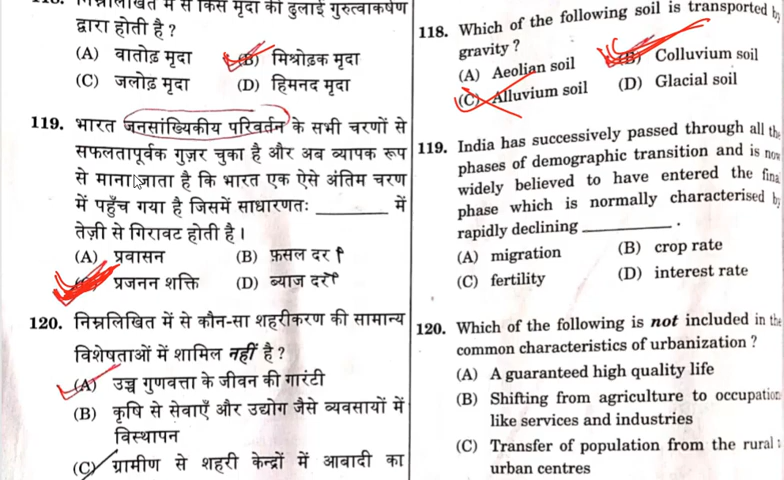 निम्नलिखित में से किस मृदा की ढुलाई गुरुत्वाकर्षण
द्वारा होती है ?
(A) वातोढ़ मृदा (B) मिश्रोढ़क मृदा
(C) जलोढ़ मृदा (D) हिमनद मृदा
119. भारत जनसांख्यिकीय परिवर्तन के सभी चरणों से
सफलतापूर्वक गुज़र चुका है और अब व्यापक रूप
से माना जाता है कि भारत एक ऐसे अंतिम चरण
में पहुँच गया है जिसमें साधारणतः ________ में
तेज़ी से गिरावट होती है ।
(A) प्रवासन (B) फ़सल दर
प्रजनन शक्ति (D) ब्याज दर
120. निम्नलिखित में से कौन-सा शहरीकरण की सामान्य
विशेषताओं में शामिल नहीं है ?
(A) उच्च गुणवत्ता के जीवन की गारंटी
(B) कृषि से सेवाएँ और उद्योग जैसे व्यवसायों में
विस्थापन
(C) ग्रामीण से शहरी केन्द्रों में आबादी का
118. Which of the following soil is transported by
gravity ?
(A) Aeolian soil (B) Colluvium soil
(C) Alluvium soil (D) Glacial soil
119. India has successively passed through all the
phases of demographic transition and is now
widely believed to have entered the fina
phase which is normally characterised by
rapidly declining __________ .
(A) migration (B) crop rate
(C) fertility (D) interest rate
120. Which of the following is not included in the
common characteristics of urbanization ?
(A) A guaranteed high quality life
(B) Shifting from agriculture to occupation
like services and industries
(C) Transfer of population from the rural
urban centres